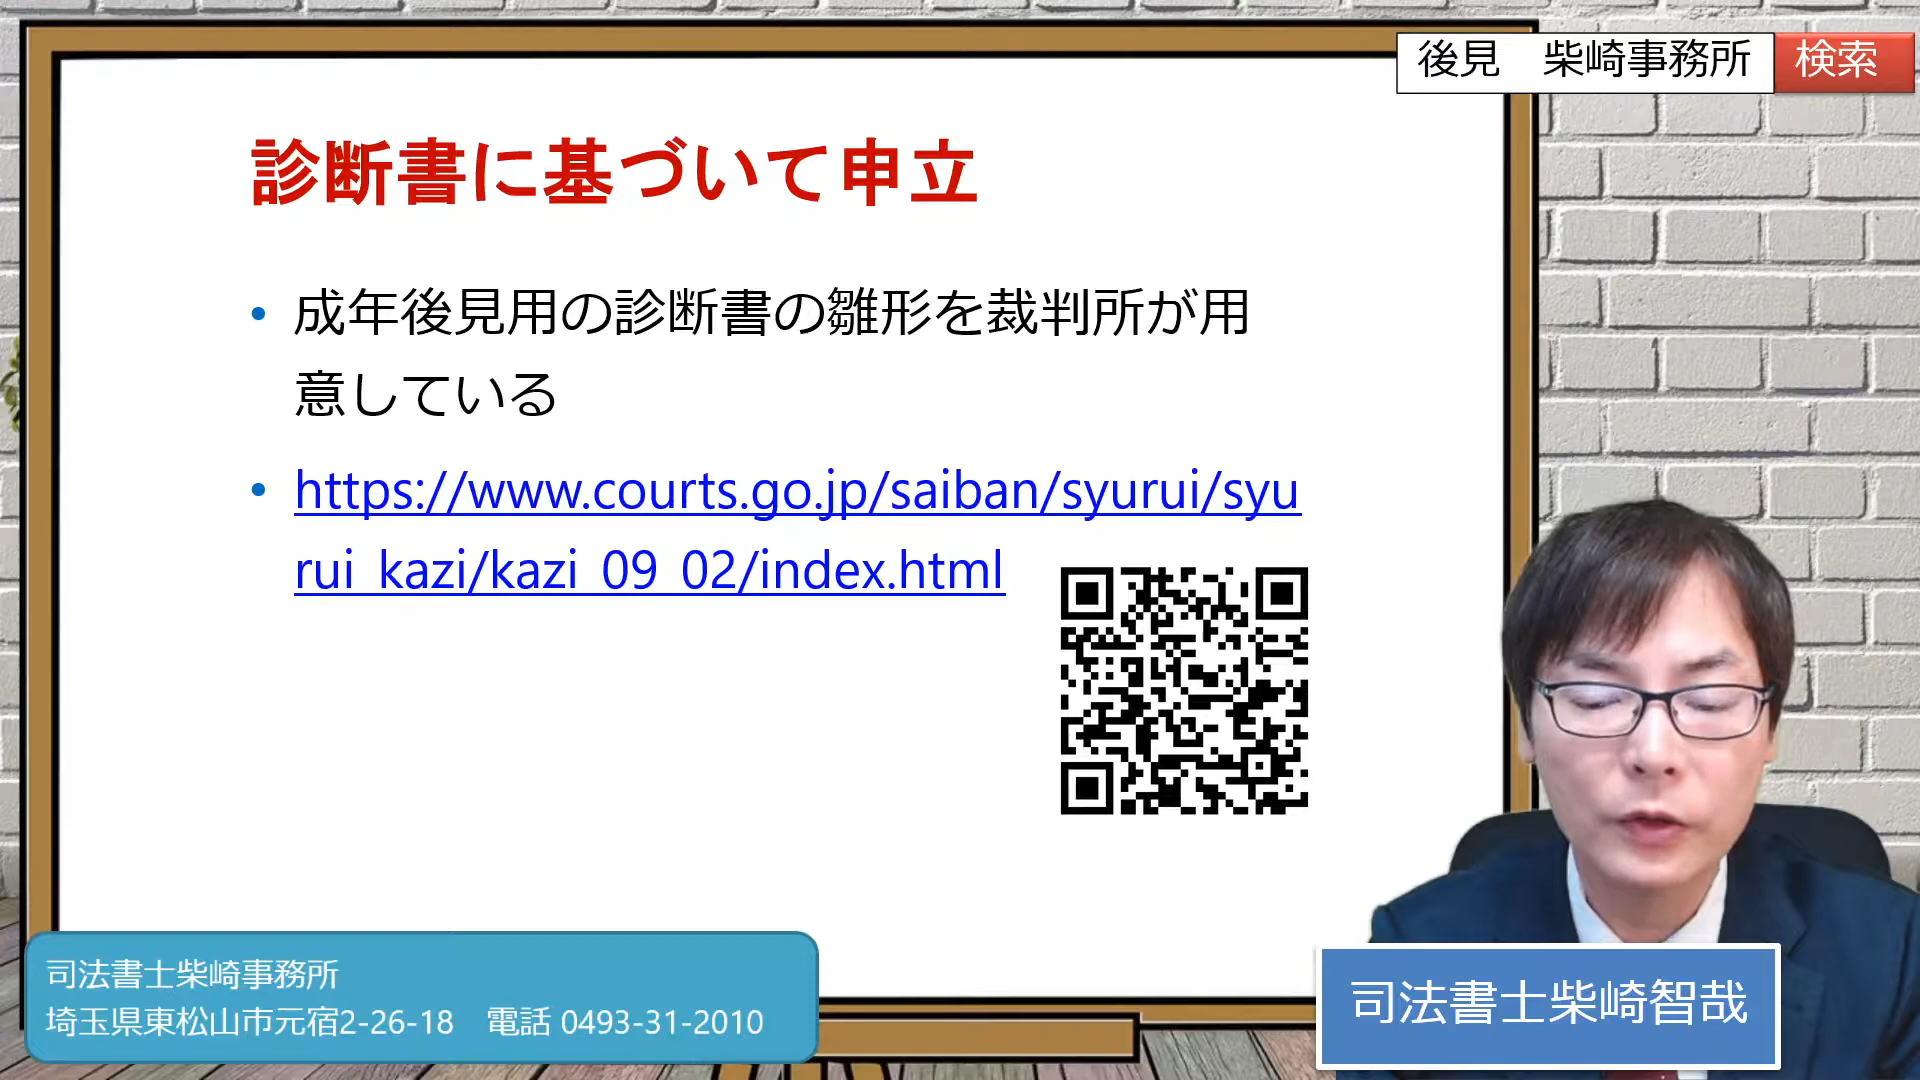 後見　柴崎事務所
検索
診断書に基づいて申立
• 成年後見用の診断書の雛形を裁判所が用
意している
• https://www.courts.go.jp/saiban/syurui/syu
rui_kazi/kazi_09_02/index.html
司法書士柴崎事務所
埼玉県東松山市元宿2-26-18　電話 0493-31-2010
司法書士柴崎智哉